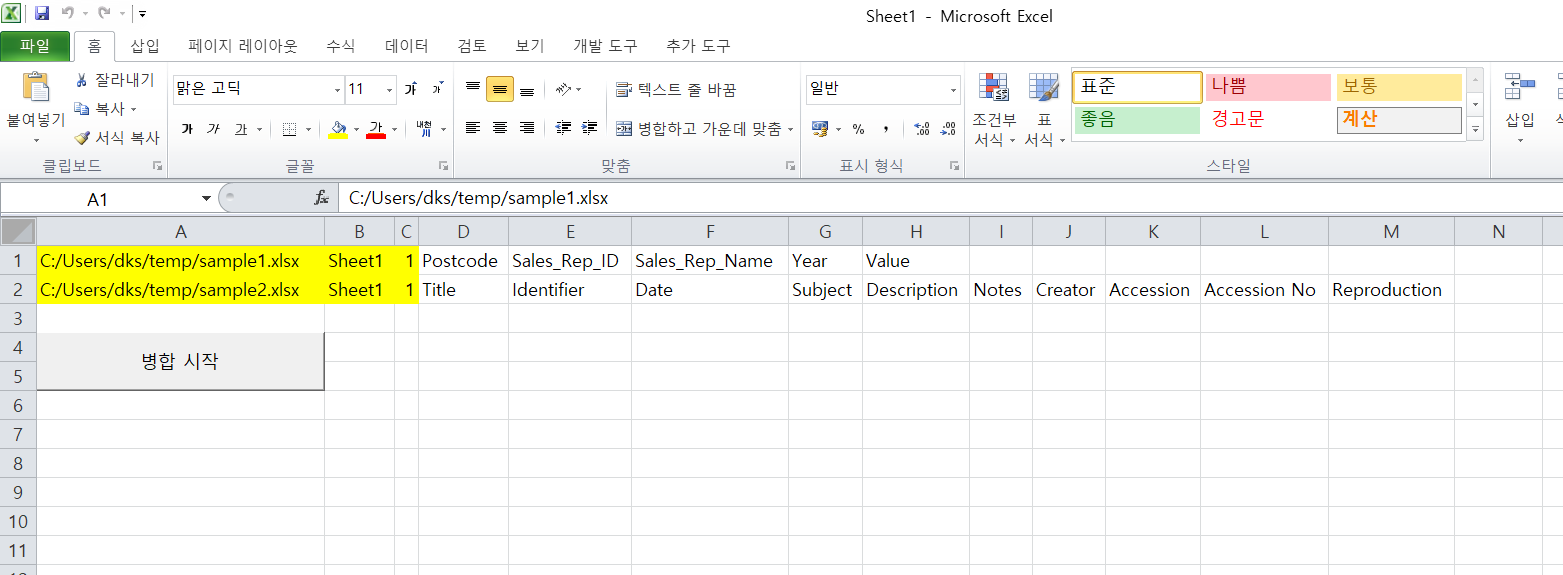 Sheet1 - Microsoft Excel
파일 홈 삽입 페이지 레이아웃 수식 데이터 검토 보기 개발 도구 추가 도구
붙여넣기
잘라내기
복사
서식 복사
클립보드
맑은 고딕 11 가 가
가 가 가 가 내천
글꼴
텍스트 줄 바꿈
병합하고 가운데 맞춤
맞춤
일반
% , .00 .0
표시 형식
조건부 서식
표 서식
표준 나쁨 보통
좋음 경고문 계산
스타일
삽입
A1 fx C:/Users/dks/temp/sample1.xlsx
A B C D E F G H I J K L M N
1 C:/Users/dks/temp/sample1.xlsx Sheet1 1 Postcode Sales_Rep_ID Sales_Rep_Name Year Value
2 C:/Users/dks/temp/sample2.xlsx Sheet1 1 Title Identifier Date Subject Description Notes Creator Accession Accession No Reproduction
3
4
병합 시작
5
6
7
8
9
10
11